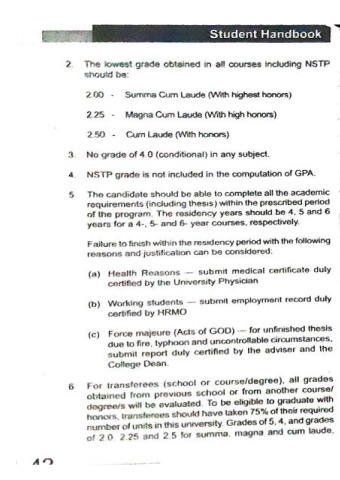 Student Handbook
2. The lowest grade obtained in all courses including NSTP
should be:
2.00 - Summa Cum Laude (With highest honors)
2.25 - Magna Cum Laude (With high honors)
2.50 - Cum Laude (With honors)
3. No grade of 4.0 (conditional) in any subject.
4. NSTP grade is not included in the computation of GPA.
5. The candidate should be able to complete all the academic
requirements (including thesis) within the prescribed period
of the program. The residency years should be 4, 5 and 6
years for a 4-, 5- and 6- year courses, respectively.
Failure to finish within the residency period with the following
reasons and justification can be considered:
(a) Health Reasons — submit medical certificate duly
certified by the University Physician
(b) Working students — submit employment record duly
certified by HRMO
(c) Force majeure (Acts of GOD) — for unfinished thesis
due to fire, typhoon and uncontrollable circumstances,
submit report duly certified by the adviser and the
College Dean.
6 For transferees (school or course/degree), all grades
obtained from previous school or from another course/
degree/s will be evaluated. To be eligible to graduate with
honors, transferees should have taken 75% of their required
number of units in this university. Grades of 5, 4, and grades
of 2.0, 2.25 and 2.5 for summa, magna and cum laude,